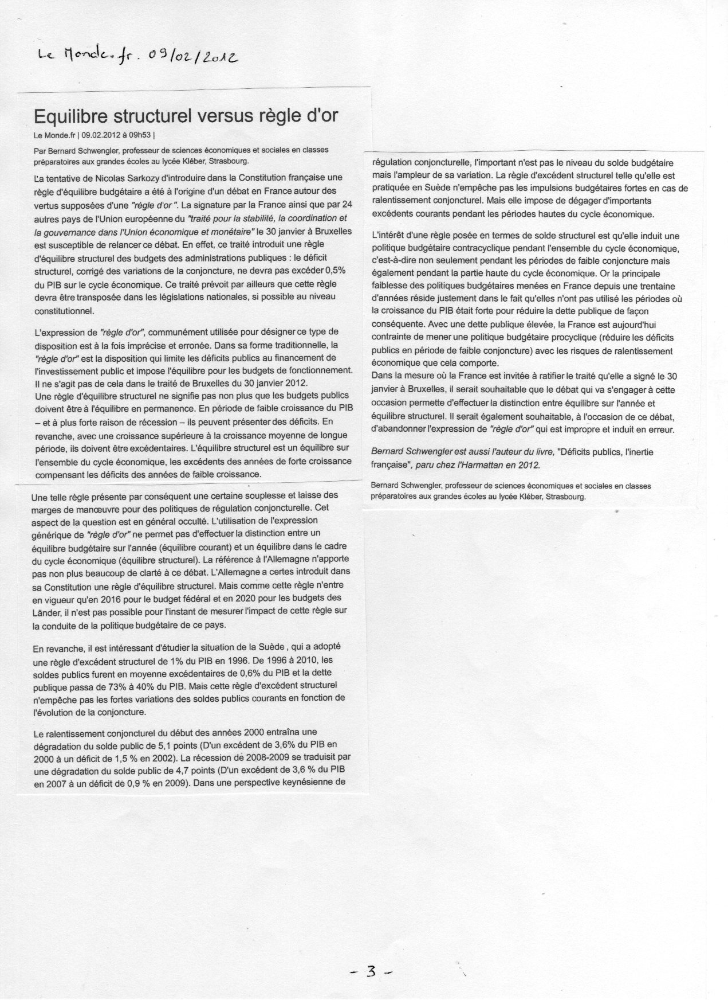 Le Monde.fr. 09/02/2012
Equilibre structurel versus règle d'or
Le Monde.fr | 09.02.2012 à 09h53 |
Par Bernard Schwengler, professeur de sciences économiques et sociales en classes
préparatoires aux grandes écoles au lycée Kléber, Strasbourg.
La tentative de Nicolas Sarkozy d'introduire dans la Constitution française une
règle d'équilibre budgétaire a été à l'origine d'un débat en France autour des
vertus supposées d'une "règle d'or ". La signature par la France ainsi que par 24
autres pays de l'Union européenne du "traité pour la stabilité, la coordination et
la gouvernance dans l'Union économique et monétaire" le 30 janvier à Bruxelles
est susceptible de relancer ce débat. En effet, ce traité introduit une règle
d'équilibre structurel des budgets des administrations publiques : le déficit
structurel, corrigé des variations de la conjoncture, ne devra pas excéder 0,5%
du PIB sur le cycle économique. Ce traité prévoit par ailleurs que cette règle
devra être transposée dans les législations nationales, si possible au niveau
constitutionnel.
L'expression de "règle d'or", communément utilisée pour désigner ce type de
disposition est à la fois imprécise et erronée. Dans sa forme traditionnelle, la
"règle d'or" est la disposition qui limite les déficits publics au financement de
l'investissement public et impose l'équilibre pour les budgets de fonctionnement.
Il ne s'agit pas de cela dans le traité de Bruxelles du 30 janvier 2012.
Une règle d'équilibre structurel ne signifie pas non plus que les budgets publics
doivent être à l'équilibre en permanence. En période de faible croissance du PIB
– et à plus forte raison de récession – ils peuvent présenter des déficits. En
revanche, avec une croissance supérieure à la croissance moyenne de longue
période, ils doivent être excédentaires. L'équilibre structurel est un équilibre sur
l'ensemble du cycle économique, les excédents des années de forte croissance
compensant les déficits des années de faible croissance.
Une telle règle présente par conséquent une certaine souplesse et laisse des
marges de manœuvre pour des politiques de régulation conjoncturelle. Cet
aspect de la question est en général occulté. L'utilisation de l'expression
générique de "règle d'or" ne permet pas d'effectuer la distinction entre un
équilibre budgétaire sur l'année (équilibre courant) et un équilibre dans le cadre
du cycle économique (équilibre structurel). La référence à l'Allemagne n'apporte
pas non plus beaucoup de clarté à ce débat. L'Allemagne a certes introduit dans
sa Constitution une règle d'équilibre structurel. Mais comme cette règle n'entre
en vigueur qu'en 2016 pour le budget fédéral et en 2020 pour les budgets des
Länder, il n'est pas possible pour l'instant de mesurer l'impact de cette règle sur
la conduite de la politique budgétaire de ce pays.
En revanche, il est intéressant d'étudier la situation de la Suède , qui a adopté
une règle d'excédent structurel de 1% du PIB en 1996. De 1996 à 2010, les
soldes publics furent en moyenne excédentaires de 0,6% du PIB et la dette
publique passa de 73% à 40% du PIB. Mais cette règle d'excédent structurel
n'empêche pas les fortes variations des soldes publics courants en fonction de
l'évolution de la conjoncture.
Le ralentissement conjoncturel du début des années 2000 entraîna une
dégradation du solde public de 5,1 points (D'un excédent de 3,6% du PIB en
2000 à un déficit de 1,5 % en 2002). La récession de 2008-2009 se traduisit par
une dégradation du solde public de 4,7 points (D'un excédent de 3,6 % du PIB
en 2007 à un déficit de 0,9 % en 2009). Dans une perspective keynésienne de
régulation conjoncturelle, l'important n'est pas le niveau du solde budgétaire
mais l'ampleur de sa variation. La règle d'excédent structurel telle qu'elle est
pratiquée en Suède n'empêche pas les impulsions budgétaires fortes en cas de
ralentissement conjoncturel. Mais elle impose de dégager d'importants
excédents courants pendant les périodes hautes du cycle économique.
L'intérêt d'une règle posée en termes de solde structurel est qu'elle induit une
politique budgétaire contracyclique pendant l'ensemble du cycle économique,
c'est-à-dire non seulement pendant les périodes de faible conjoncture mais
également pendant la partie haute du cycle économique. Or la principale
faiblesse des politiques budgétaires menées en France depuis une trentaine
d'années réside justement dans le fait qu'elles n'ont pas utilisé les périodes où
la croissance du PIB était forte pour réduire la dette publique de façon
conséquente. Avec une dette publique élevée, la France est aujourd'hui
contrainte de mener une politique budgétaire procyclique (réduire les déficits
publics en période de faible conjoncture) avec les risques de ralentissement
économique que cela comporte.
Dans la mesure où la France est invitée à ratifier le traité qu'elle a signé le 30
janvier à Bruxelles, il serait souhaitable que le débat qui va s'engager à cette
occasion permette d'effectuer la distinction entre équilibre sur l'année et
équilibre structurel. Il serait également souhaitable, à l'occasion de ce débat,
d'abandonner l'expression de "règle d'or" qui est impropre et induit en erreur.
Bernard Schwengler est aussi l'auteur du livre, "Déficits publics, l'inertie
française", paru chez l'Harmattan en 2012.
Bernard Schwengler, professeur de sciences économiques et sociales en classes
préparatoires aux grandes écoles au lycée Kléber, Strasbourg.
- 3 -